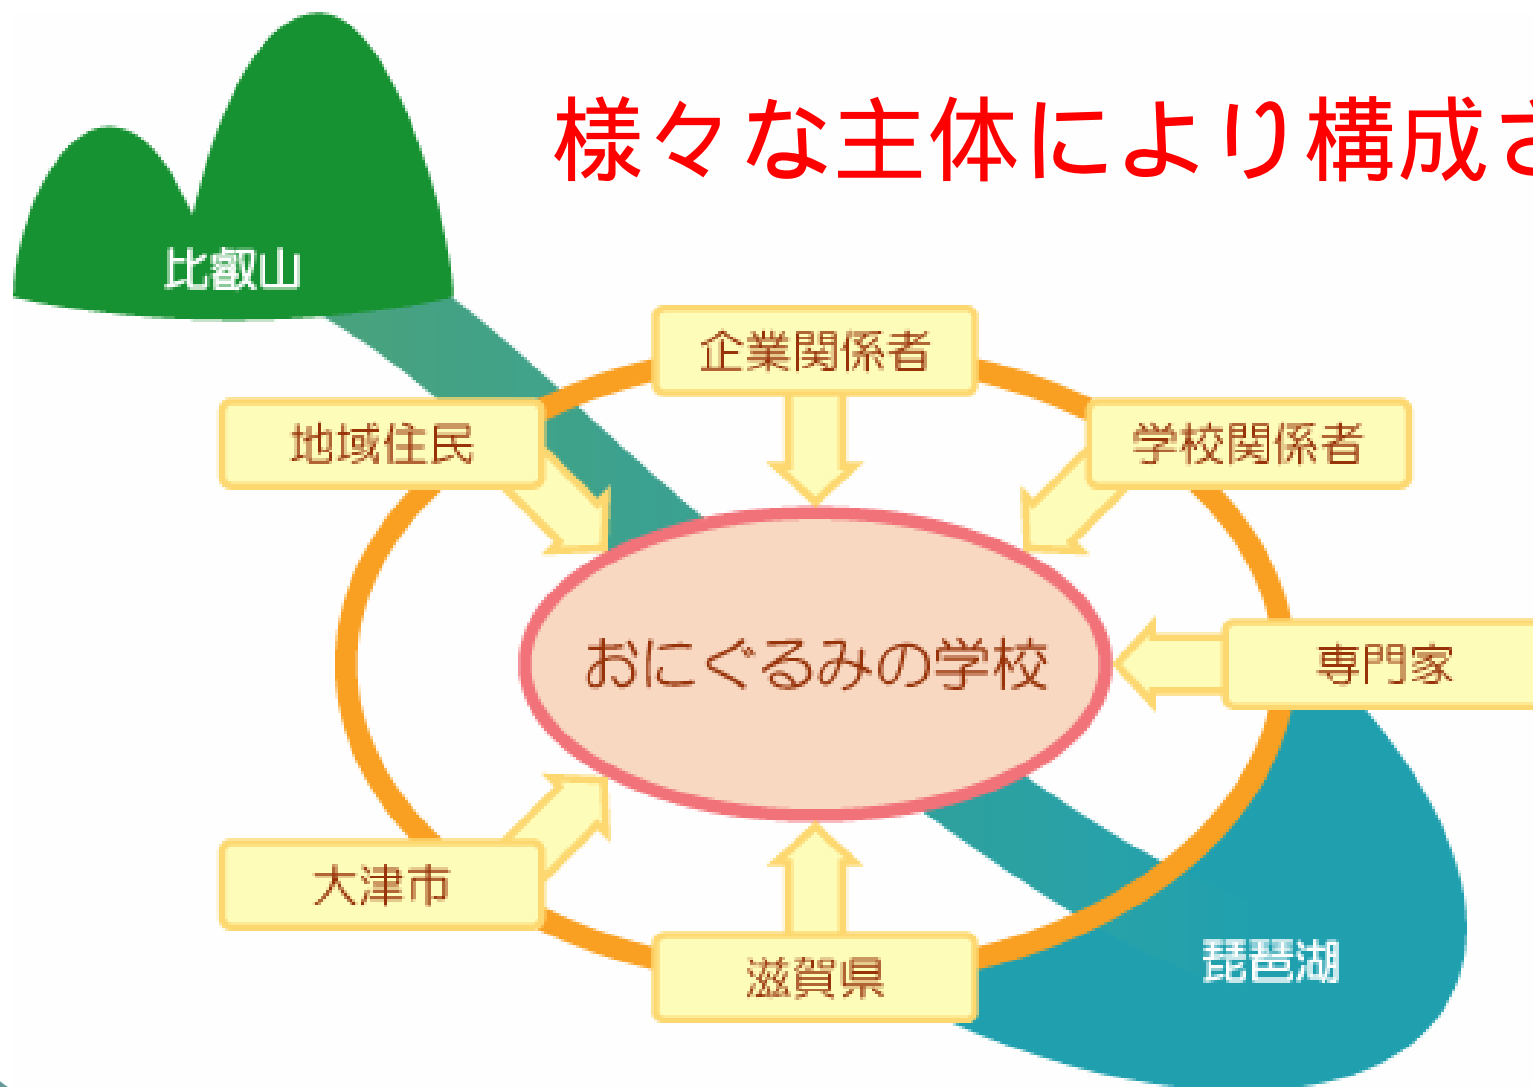 様々な主体により構成さ
比叡山
企業関係者
地域住民
学校関係者
おにぐるみの学校
専門家
大津市
滋賀県
琵琶湖